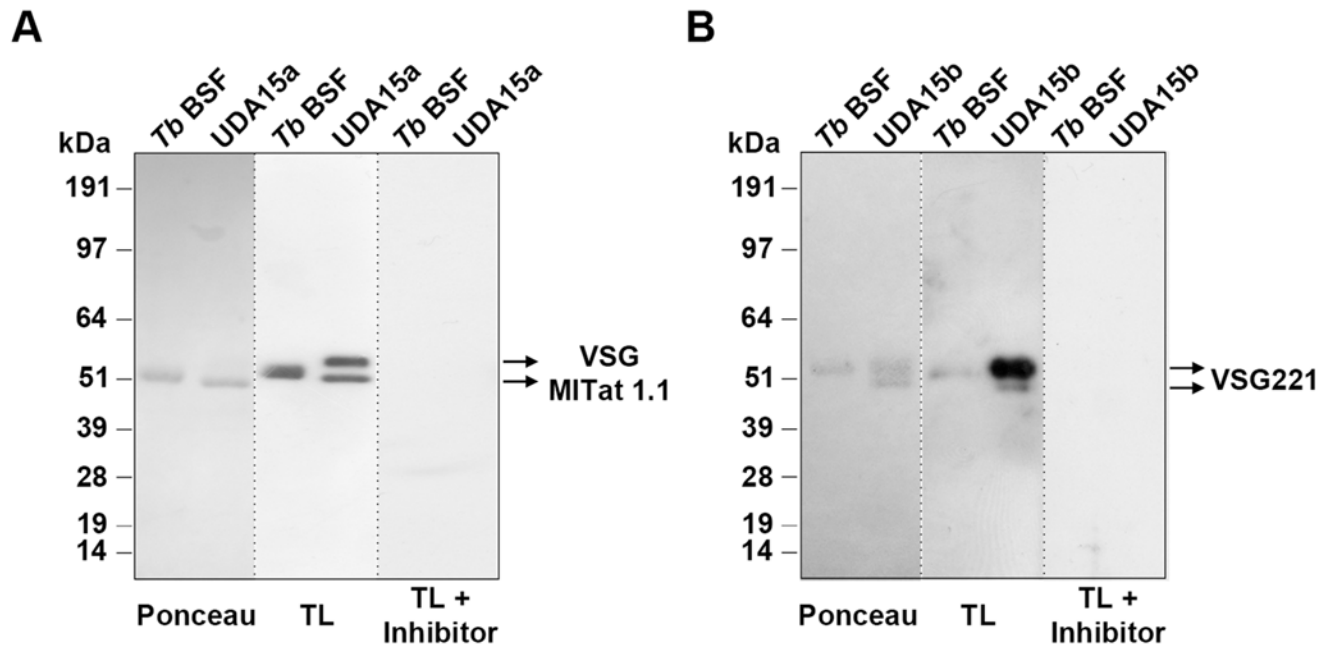 A
Tb BSF
UDA15a
Tb BSF
UDA15a
Tb BSF
UDA15a
kDa
191
97
64
51
39
28
19
14
VSG
MITat 1.1
Ponceau
TL
TL +
Inhibitor
B
Tb BSF
UDA15b
Tb BSF
UDA15b
Tb BSF
UDA15b
kDa
191
97
64
51
39
28
19
14
VSG221
Ponceau
TL
TL +
Inhibitor